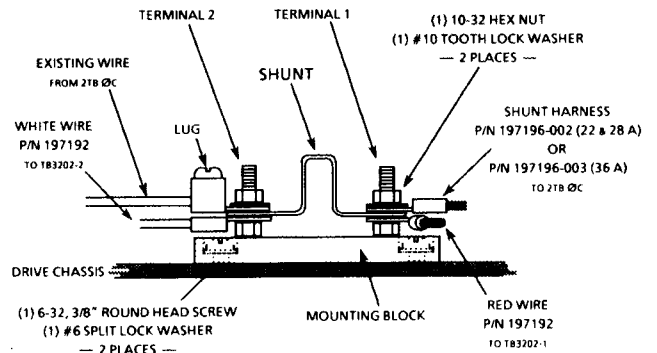 TERMINAL 2
TERMINAL 1
(1) 10-32 HEX NUT
(1) #10 TOOTH LOCK WASHER
— 2 PLACES —
EXISTING WIRE
FROM 2TB ØC
SHUNT
WHITE WIRE
P/N 197192
TO TB3202-2
LUG
SHUNT HARNESS
P/N 197196-002 (22 & 28 A)
OR
P/N 197196-003 (36 A)
TO 2TB ØC
DRIVE CHASSIS
(1) 6-32, 3/8" ROUND HEAD SCREW
(1) #6 SPLIT LOCK WASHER
— 2 PLACES —
MOUNTING BLOCK
RED WIRE
P/N 197192
TO TB3202-1